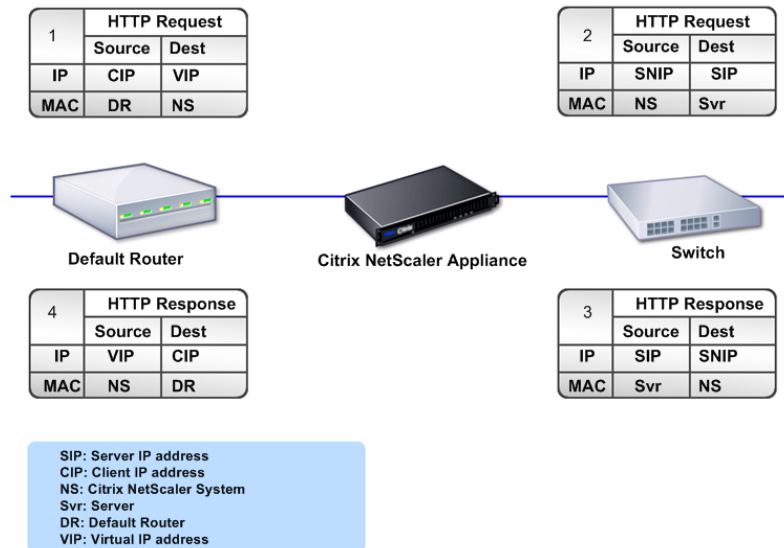 1 HTTP Request
Source Dest
IP CIP VIP
MAC DR NS
2 HTTP Request
Source Dest
IP SNIP SIP
MAC NS Svr
Default Router
Citrix NetScaler Appliance
Switch
4 HTTP Response
Source Dest
IP VIP CIP
MAC NS DR
3 HTTP Response
Source Dest
IP SIP SNIP
MAC Svr NS
SIP: Server IP address
CIP: Client IP address
NS: Citrix NetScaler System
Svr: Server
DR: Default Router
VIP: Virtual IP address